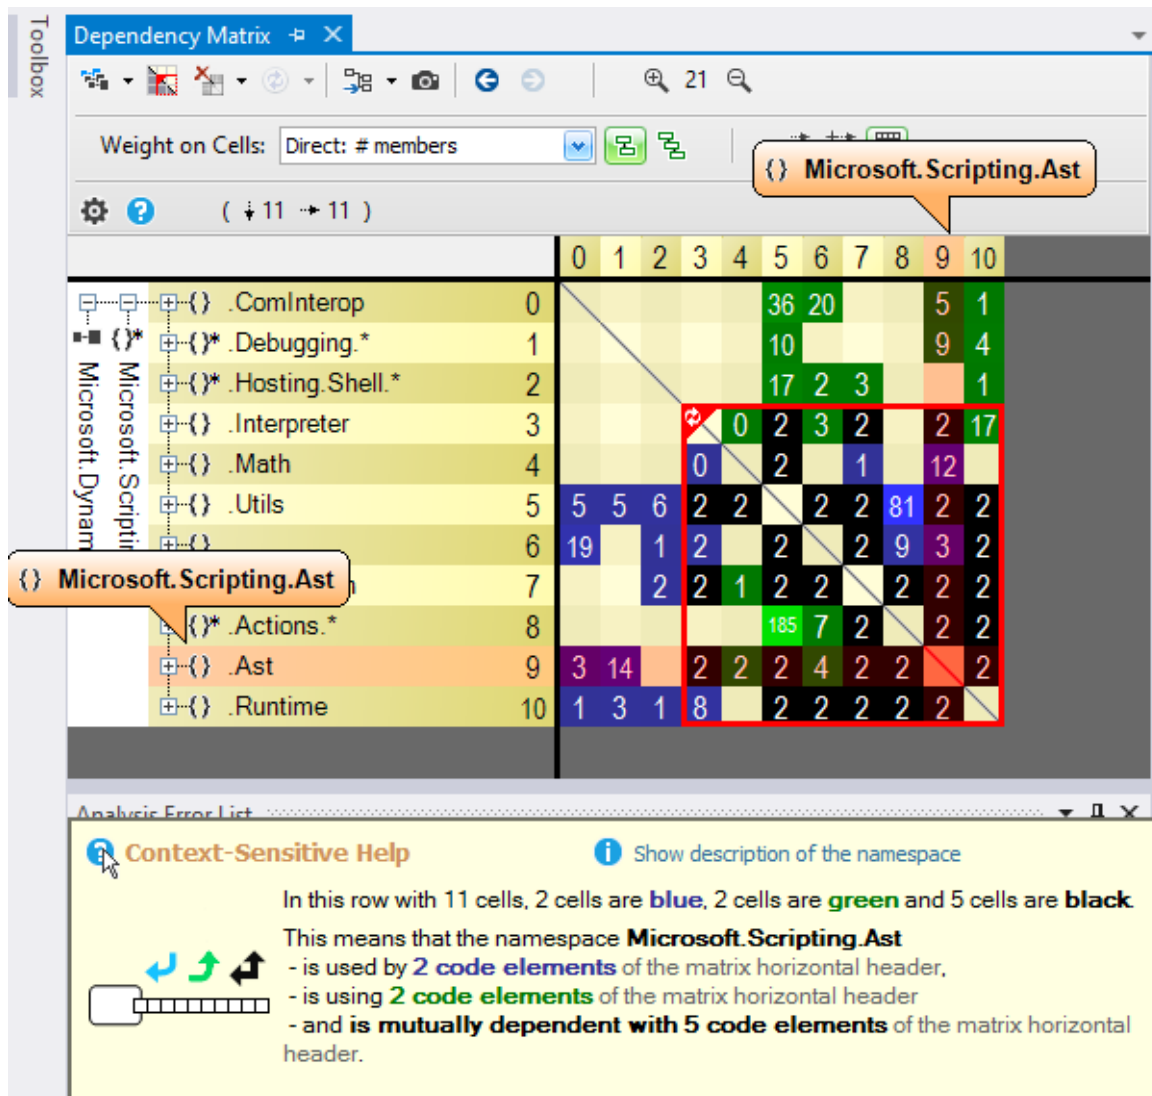 Toolbox
Dependency Matrix
21
Weight on Cells: Direct: # members
{} Microsoft.Scripting.Ast
( 11 11 )
0 1 2 3 4 5 6 7 8 9 10
{} .ComInterop 0 36 20 5 1
{}* .Debugging.* 1 10 9 4
{}* .Hosting.Shell.* 2 17 2 3 1
{} .Interpreter 3 0 2 3 2 2 17
{} .Math 4 0 2 1 12
{} .Utils 5 5 5 6 2 2 2 2 81 2 2
{} 6 19 1 2 2 2 9 3 2
{} Microsoft.Scripting.Ast
7 2 2 1 2 2 2 2 2
{}* .Actions.* 8 185 7 2 2 2
{} .Ast 9 3 14 2 2 2 4 2 2 2
{} .Runtime 10 1 3 1 8 2 2 2 2 2
{}*
Analysis Error List
Context-Sensitive Help
Show description of the namespace
In this row with 11 cells, 2 cells are blue, 2 cells are green and 5 cells are black.
This means that the namespace Microsoft.Scripting.Ast
- is used by 2 code elements of the matrix horizontal header,
- is using 2 code elements of the matrix horizontal header
- and is mutually dependent with 5 code elements of the matrix horizontal
header.